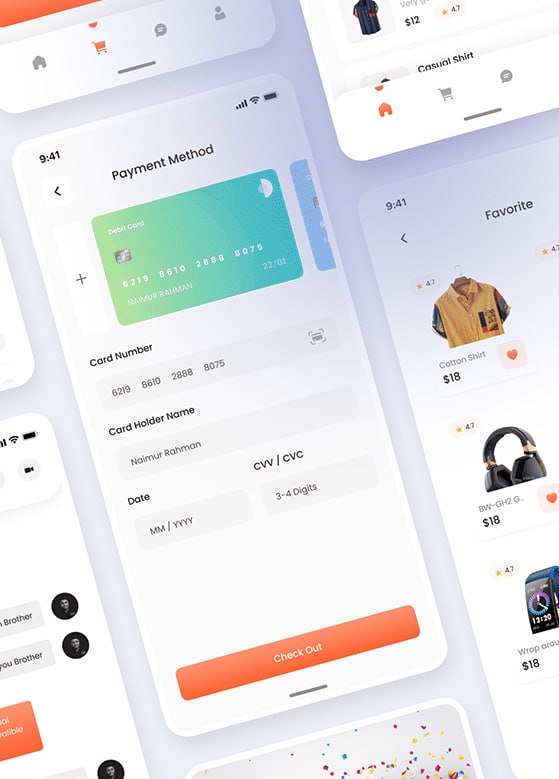 Very g
$12
4.7
Casual Shirt
9:41
Payment Method
Debit Card
6219 8610 2888 8075
NAIMUR RAHMAN
22/01
+
Card Number
6219 8610 2888 8075
Card Holder Name
Naimur Rahman
Date
CVV / CVC
MM / YYYY
3-4 Digits
Check Out
9:41
Favorite
4.7
4.7
Cotton Shirt
$18
4.7
BW-GH2 G..
$18
4.7
12:20
Wrop arou
$18
Brother
you Brother